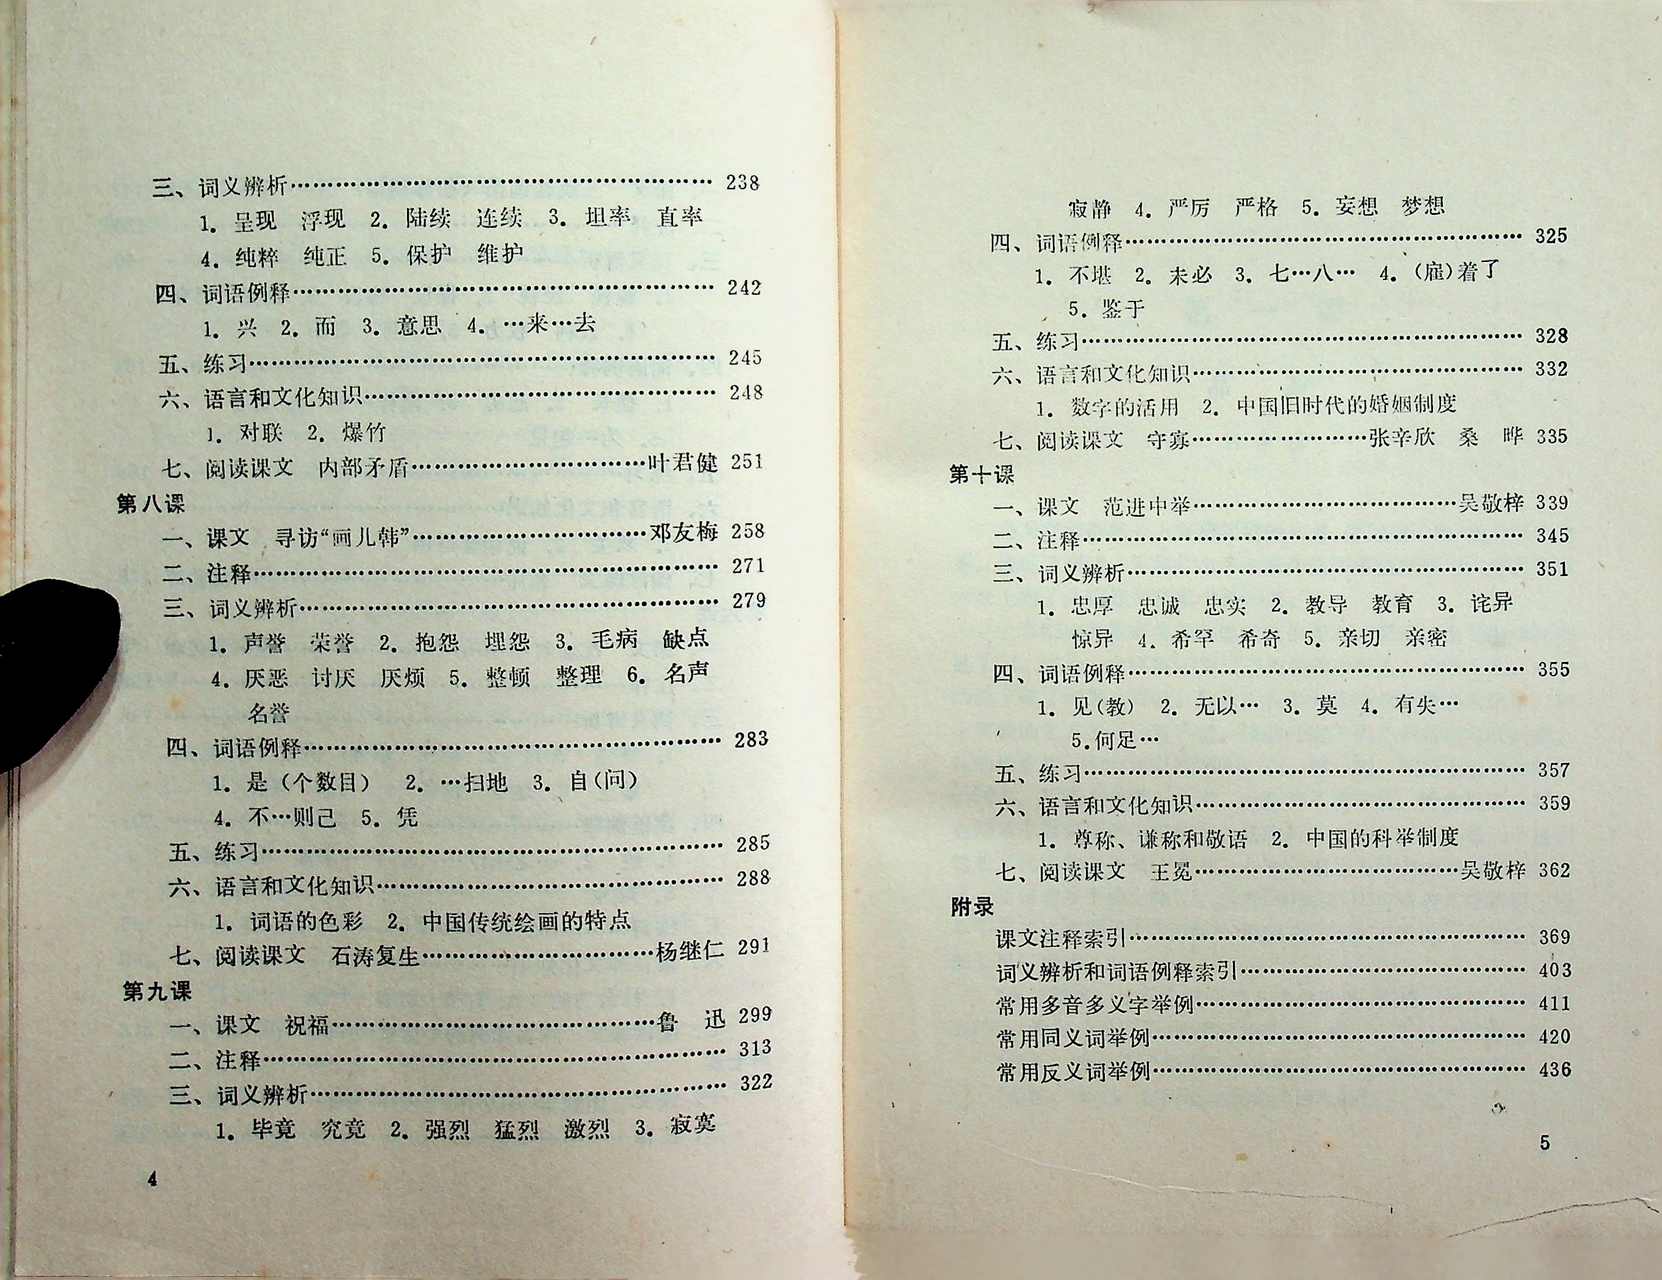 三、词义辨析……………………………………………… 238
1. 呈现 浮现 2. 陆续 连续 3. 坦率 直率
4. 纯粹 纯正 5. 保护 维护
四、词语例释……………………………………………… 242
1. 兴 2. 而 3. 意思 4. …来…去
五、练习…………………………………………………… 245
六、语言和文化知识……………………………………… 248
1. 对联 2. 爆竹
七、阅读课文 内部矛盾…………………………叶君健 251
第八课
一、课文 寻访“画儿韩”…………………………邓友梅 258
二、注释…………………………………………………… 271
三、词义辨析……………………………………………… 279
1. 声誉 荣誉 2. 抱怨 埋怨 3. 毛病 缺点
4. 厌恶 讨厌 厌烦 5. 整顿 整理 6. 名声
名誉
四、词语例释……………………………………………… 283
1. 是（个数目） 2. …扫地 3. 自(问)
4. 不…则已 5. 凭
五、练习…………………………………………………… 285
六、语言和文化知识……………………………………… 288
1. 词语的色彩 2. 中国传统绘画的特点
七、阅读课文 石涛复生…………………………杨继仁 291
第九课
一、课文 祝福……………………………………鲁 迅 299
二、注释…………………………………………………… 313
三、词义辨析……………………………………………… 322
1. 毕竟 究竟 2. 强烈 猛烈 激烈 3. 寂寞
4
寂静 4. 严厉 严格 5. 妄想 梦想
四、词语例释……………………………………………… 325
1. 不堪 2. 未必 3. 七…八… 4. (雇)着了
5. 鉴于
五、练习…………………………………………………… 328
六、语言和文化知识……………………………………… 332
1. 数字的活用 2. 中国旧时代的婚姻制度
七、阅读课文 守寡……………………张辛欣 桑 晔 335
第十课
一、课文 范进中举………………………………吴敬梓 339
二、注释…………………………………………………… 345
三、词义辨析……………………………………………… 351
1. 忠厚 忠诚 忠实 2. 教导 教育 3. 诧异
惊异 4. 希罕 希奇 5. 亲切 亲密
四、词语例释……………………………………………… 355
1. 见(教) 2. 无以… 3. 莫 4. 有失…
5. 何足…
五、练习…………………………………………………… 357
六、语言和文化知识……………………………………… 359
1. 尊称、谦称和敬语 2. 中国的科举制度
七、阅读课文 王冕………………………………吴敬梓 362
附录
课文注释索引……………………………………………… 369
词义辨析和词语例释索引………………………………… 403
常用多音多义字举例……………………………………… 411
常用同义词举例…………………………………………… 420
常用反义词举例…………………………………………… 436
5